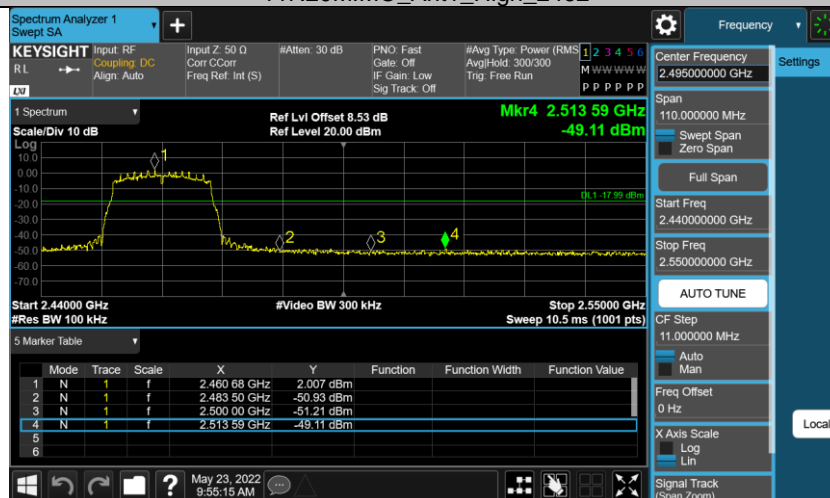 Spectrum Analyzer 1
Swept SA
+
Frequency
KEYSIGHT
RL
LXI
Input: RF
Coupling: DC
Align: Auto
Input Z: 50 Ω
Corr CCorr
Freq Ref: Int (S)
#Atten: 30 dB
PNO: Fast
Gate: Off
IF Gain: Low
Sig Track: Off
#Avg Type: Power (RMS
Avg|Hold: 300/300
Trig: Free Run
1 2 3 4 5 6
M W W W W W
P P P P P P
1 Spectrum
Scale/Div 10 dB
Ref Lvl Offset 8.53 dB
Ref Level 20.00 dBm
Mkr4 2.513 59 GHz
-49.11 dBm
Log
10.0
0.00
-10.0
-20.0
-30.0
-40.0
-50.0
-60.0
-70.0
1
2
3
4
DL1 -17.99 dBm
Start 2.44000 GHz
#Res BW 100 kHz
#Video BW 300 kHz
Stop 2.55000 GHz
Sweep 10.5 ms (1001 pts)
5 Marker Table
Mode Trace Scale X Y Function Function Width Function Value
1 N 1 f 2.460 68 GHz 2.007 dBm
2 N 1 f 2.483 50 GHz -50.93 dBm
3 N 1 f 2.500 00 GHz -51.21 dBm
4 N 1 f 2.513 59 GHz -49.11 dBm
5
6
Center Frequency
2.495000000 GHz
Span
110.000000 MHz
Swept Span
Zero Span
Full Span
Start Freq
2.440000000 GHz
Stop Freq
2.550000000 GHz
AUTO TUNE
CF Step
11.000000 MHz
Auto
Man
Freq Offset
0 Hz
X Axis Scale
Log
Lin
Signal Track
(Span Zoom)
Settings
Local
?
May 23, 2022
9:55:15 AM